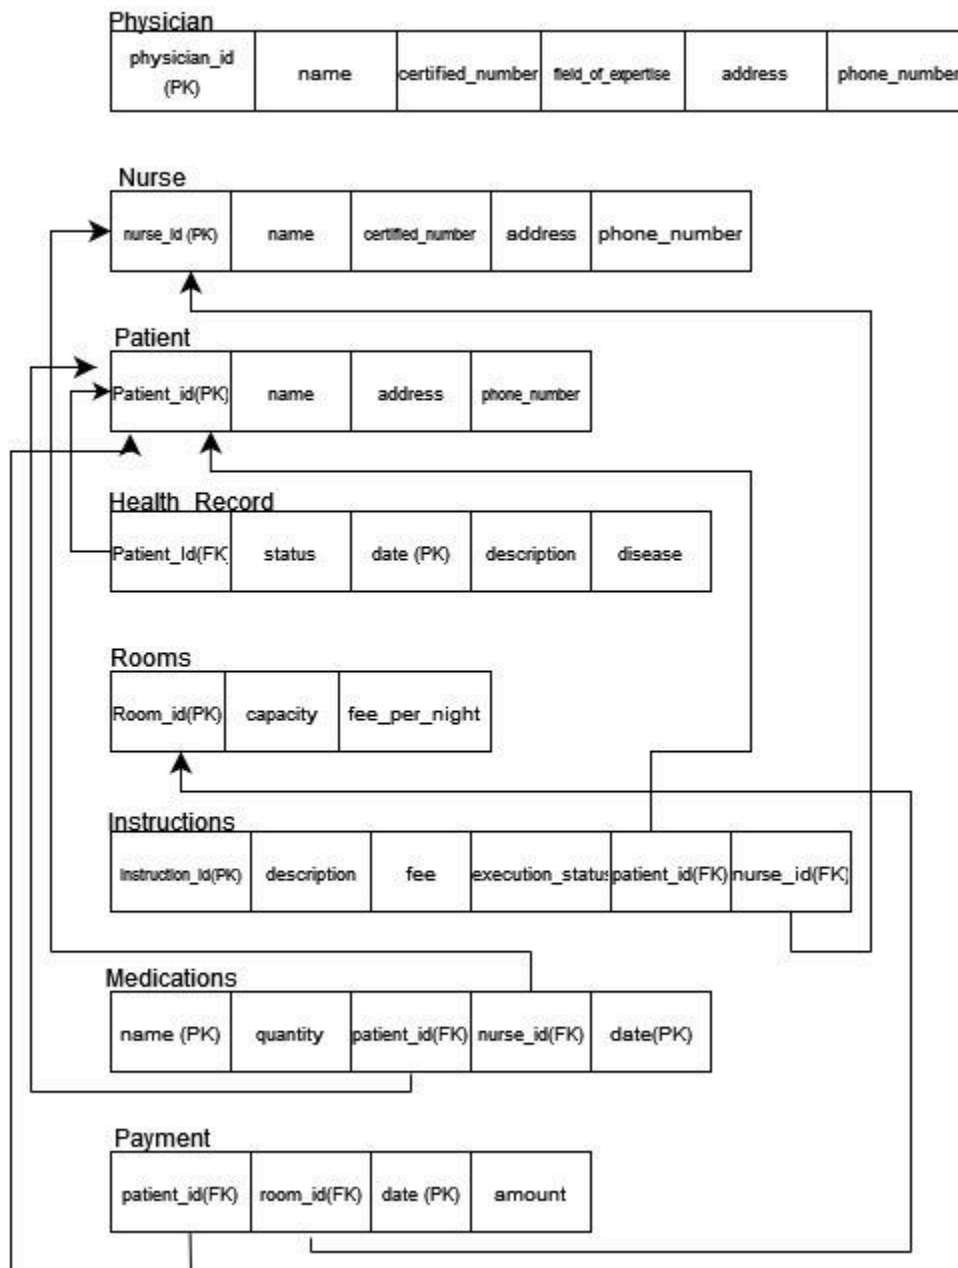 Physician
physician_id
(PK)
name
certified_number
field_of_expertise
address
phone_number
Nurse
nurse_Id (PK)
name
certified_number
address
phone_number
Patient
Patient_id(PK)
name
address
phone_number
Health_Record
Patient_Id(FK
status
date (PK)
description
disease
Rooms
Room_id(PK)
capacity
fee_per_night
Instructions
Instruction_Id(PK)
description
fee
execution_status
patient_id(FK)
nurse_id(FK)
Medications
name (PK)
quantity
patient_id(FK)
nurse_id(FK)
date(PK)
Payment
patient_id(FK)
room_id(FK)
date (PK)
amount